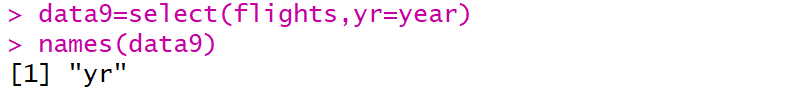 > data9=select(flights,yr=year)
> names(data9)
[1] "yr"